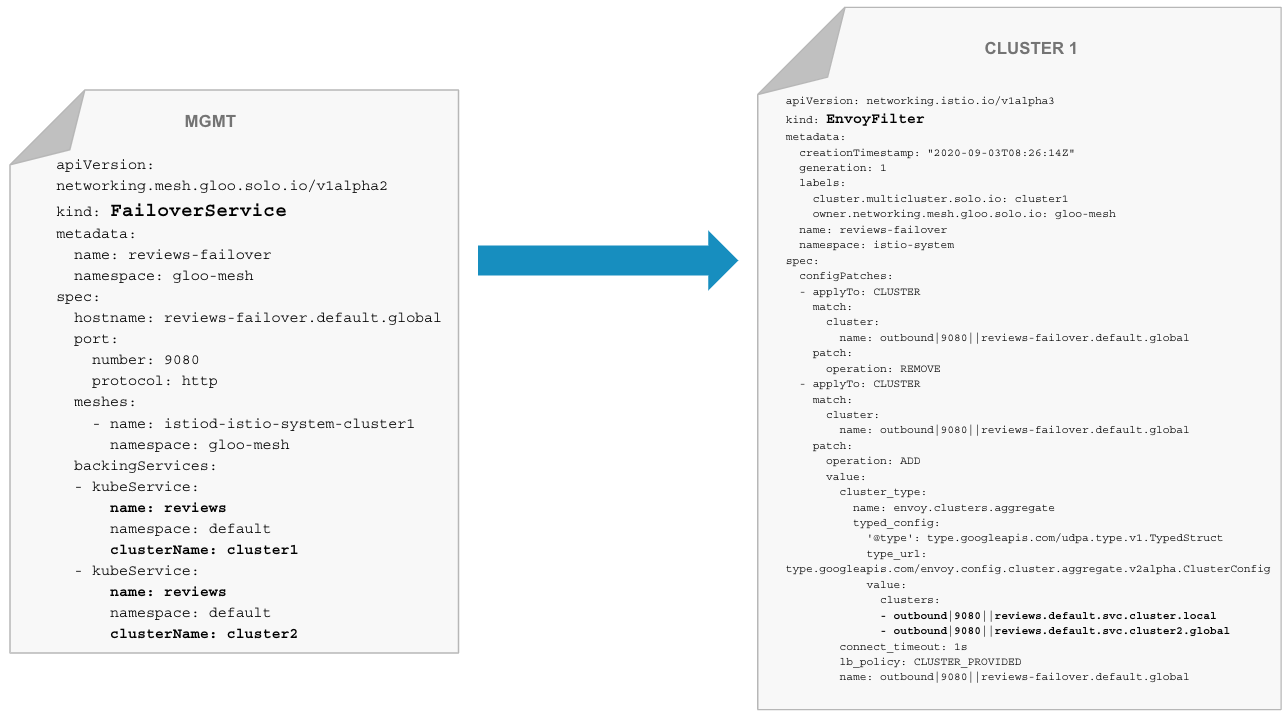 MGMT
apiVersion:
networking.mesh.gloo.solo.io/v1alpha2
kind: FailoverService
metadata:
  name: reviews-failover
  namespace: gloo-mesh
spec:
  hostname: reviews-failover.default.global
  port:
    number: 9080
    protocol: http
  meshes:
    - name: istiod-istio-system-cluster1
      namespace: gloo-mesh
  backingServices:
  - kubeService:
      name: reviews
      namespace: default
      clusterName: cluster1
  - kubeService:
      name: reviews
      namespace: default
      clusterName: cluster2
CLUSTER 1
apiVersion: networking.istio.io/v1alpha3
kind: EnvoyFilter
metadata:
  creationTimestamp: "2020-09-03T08:26:14Z"
  generation: 1
  labels:
    cluster.multicluster.solo.io: cluster1
    owner.networking.mesh.gloo.solo.io: gloo-mesh
  name: reviews-failover
  namespace: istio-system
spec:
  configPatches:
  - applyTo: CLUSTER
    match:
      cluster:
        name: outbound|9080||reviews-failover.default.global
    patch:
      operation: REMOVE
  - applyTo: CLUSTER
    match:
      cluster:
        name: outbound|9080||reviews-failover.default.global
    patch:
      operation: ADD
      value:
        cluster_type:
          name: envoy.clusters.aggregate
          typed_config:
            '@type': type.googleapis.com/udpa.type.v1.TypedStruct
            type_url:
type.googleapis.com/envoy.config.cluster.aggregate.v2alpha.ClusterConfig
            value:
              clusters:
              - outbound|9080||reviews.default.svc.cluster.local
              - outbound|9080||reviews.default.svc.cluster2.global
        connect_timeout: 1s
        lb_policy: CLUSTER_PROVIDED
        name: outbound|9080||reviews-failover.default.global